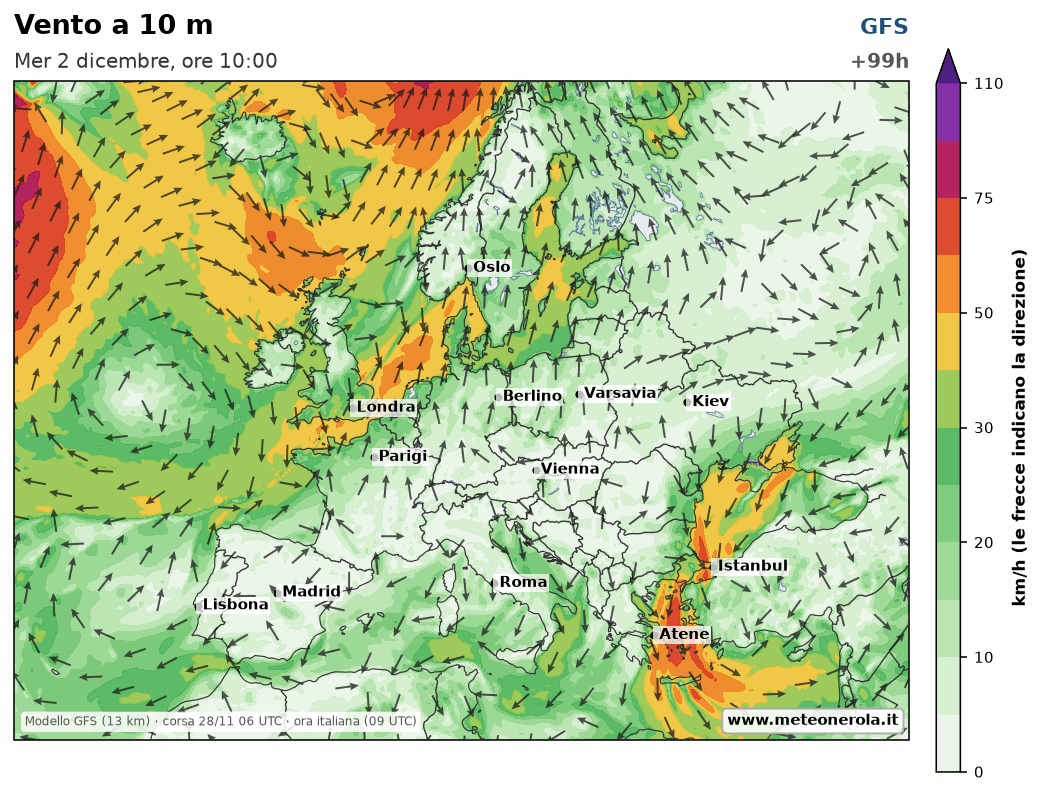 Vento a 10 m
GFS
Mer 2 dicembre, ore 10:00
+99h
110
75
50
30
20
10
0
km/h (le frecce indicano la direzione)
Oslo
Berlino
Varsavia
Kiev
Londra
Parigi
Vienna
Istanbul
Roma
Madrid
Lisbona
Atene
Modello GFS (13 km) · corsa 28/11 06 UTC · ora italiana (09 UTC)
www.meteonerola.it